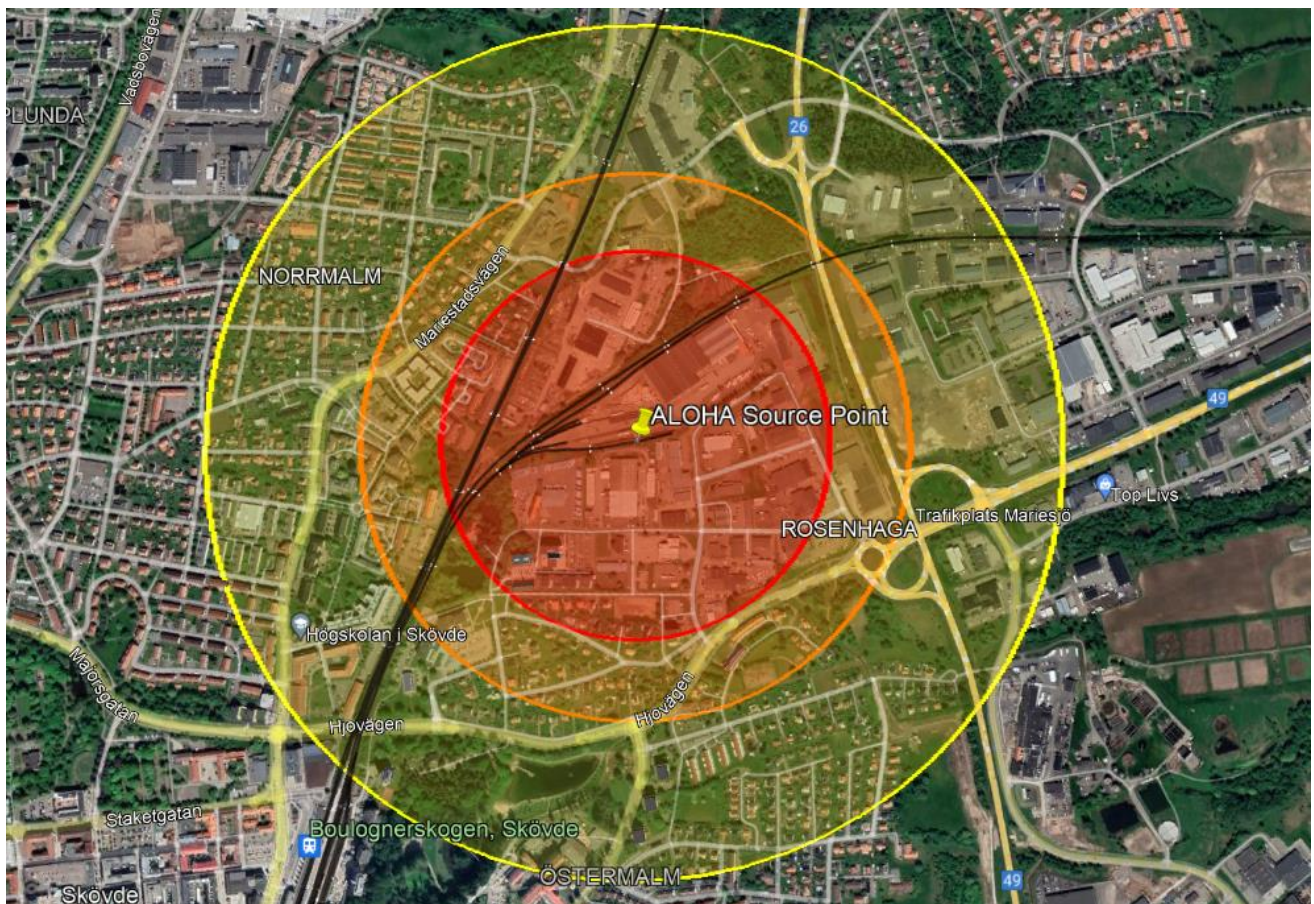 Vadsbovägen
PLUNDA
26
NORRMALM
Mariestadsvägen
49
ALOHA Source Point
Top Livs
Trafikplats Mariesjö
ROSENHAGA
Högskolan i Skövde
Majorsgatan
Hjovägen
Hjovägen
Staketgatan
Boulognerskogen, Skövde
ÖSTERMALM
49
Skövde